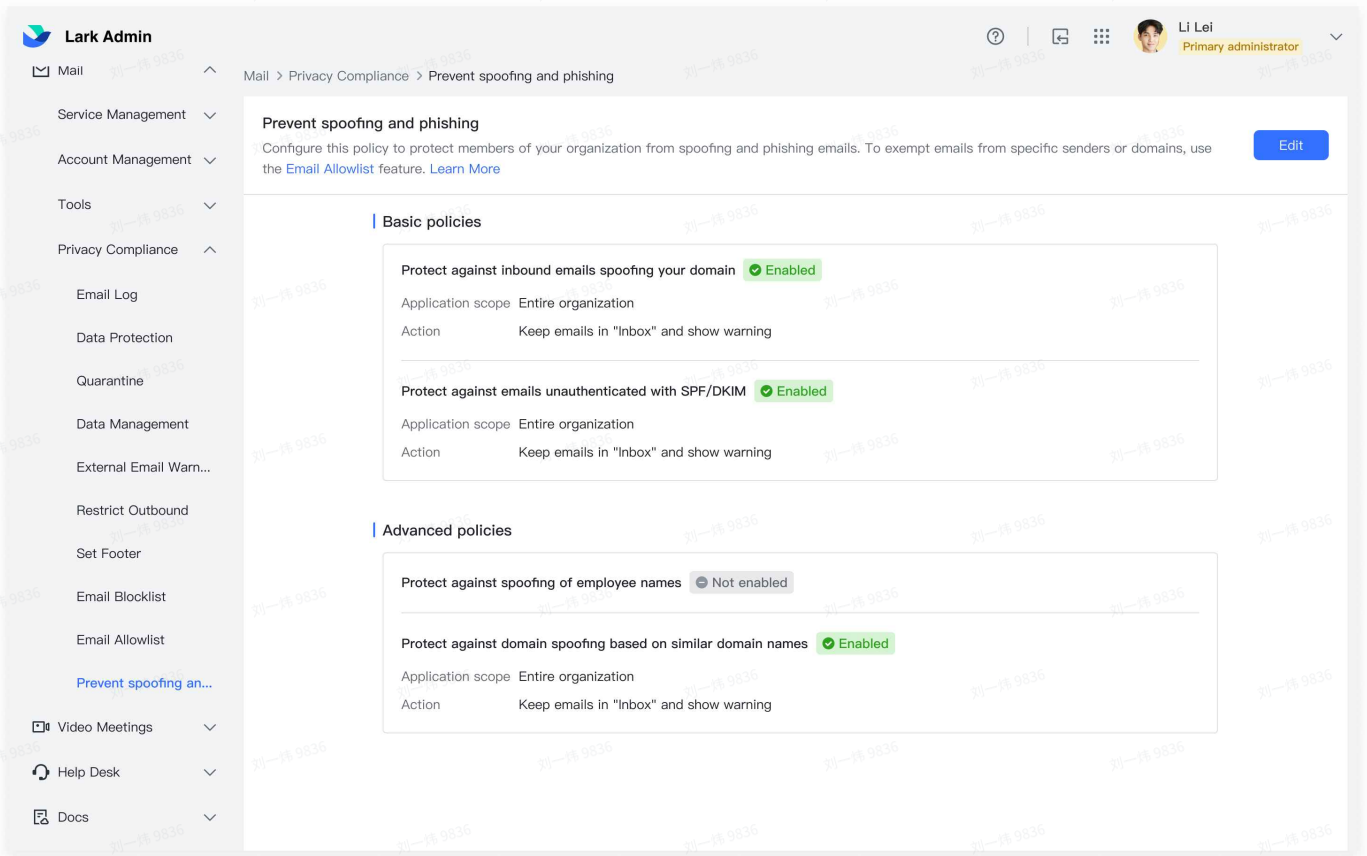 Lark Admin
Li Lei
Primary administrator
Mail
Service Management
Account Management
Tools
Privacy Compliance
Email Log
Data Protection
Quarantine
Data Management
External Email Warn...
Restrict Outbound
Set Footer
Email Blocklist
Email Allowlist
Prevent spoofing an...
Video Meetings
Help Desk
Docs
Mail > Privacy Compliance > Prevent spoofing and phishing
Prevent spoofing and phishing
Configure this policy to protect members of your organization from spoofing and phishing emails. To exempt emails from specific senders or domains, use
the Email Allowlist feature. Learn More
Edit
Basic policies
Protect against inbound emails spoofing your domain Enabled
Application scope Entire organization
Action Keep emails in "Inbox" and show warning
Protect against emails unauthenticated with SPF/DKIM Enabled
Application scope Entire organization
Action Keep emails in "Inbox" and show warning
Advanced policies
Protect against spoofing of employee names Not enabled
Protect against domain spoofing based on similar domain names Enabled
Application scope Entire organization
Action Keep emails in "Inbox" and show warning
刘一炜 9836